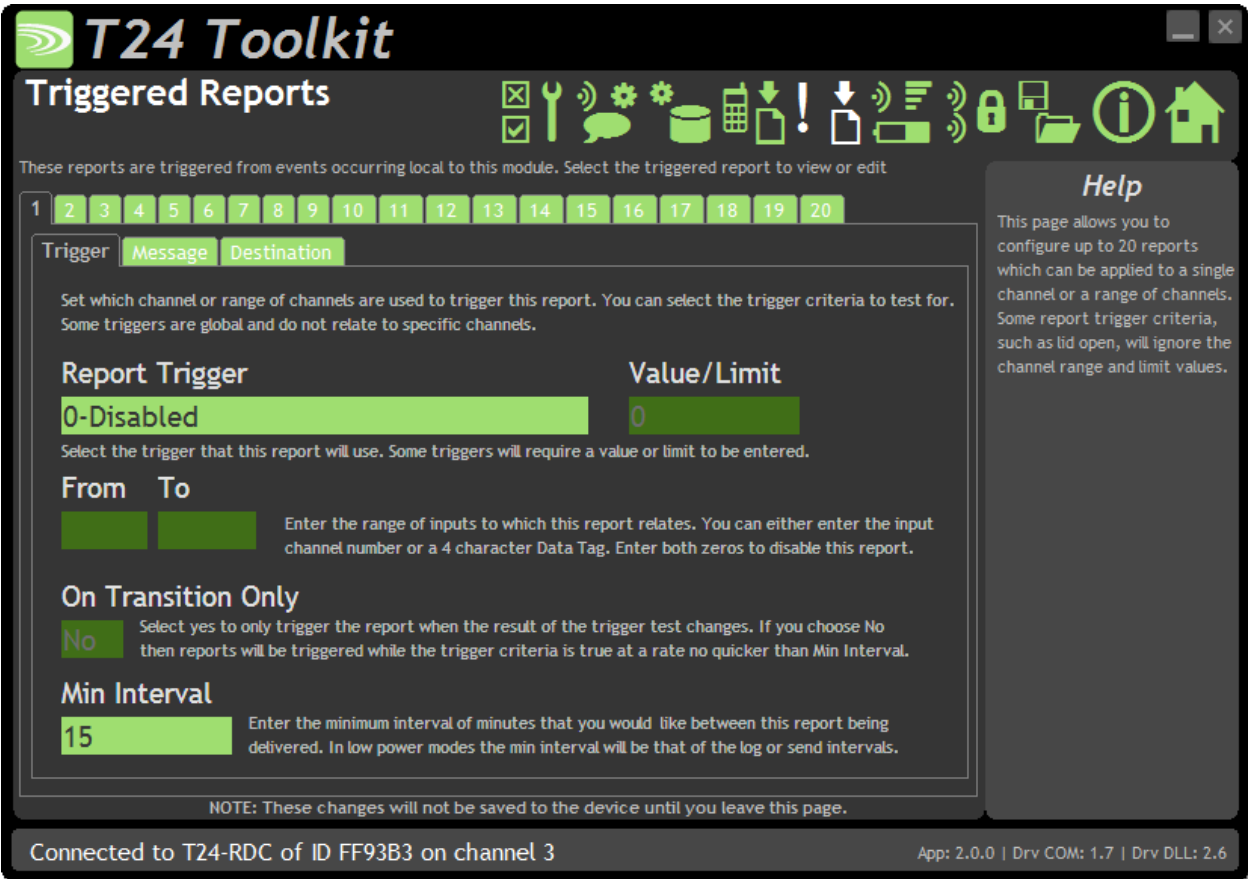 T24 Toolkit
Triggered Reports
These reports are triggered from events occurring local to this module. Select the triggered report to view or edit
1 2 3 4 5 6 7 8 9 10 11 12 13 14 15 16 17 18 19 20
Trigger Message Destination
Set which channel or range of channels are used to trigger this report. You can select the trigger criteria to test for.
Some triggers are global and do not relate to specific channels.
Report Trigger Value/Limit
0-Disabled 0
Select the trigger that this report will use. Some triggers will require a value or limit to be entered.
From To
Enter the range of inputs to which this report relates. You can either enter the input
channel number or a 4 character Data Tag. Enter both zeros to disable this report.
On Transition Only
No
Select yes to only trigger the report when the result of the trigger test changes. If you choose No
then reports will be triggered while the trigger criteria is true at a rate no quicker than Min Interval.
Min Interval
15
Enter the minimum interval of minutes that you would like between this report being
delivered. In low power modes the min interval will be that of the log or send intervals.
NOTE: These changes will not be saved to the device until you leave this page.
Help
This page allows you to
configure up to 20 reports
which can be applied to a single
channel or a range of channels.
Some report trigger criteria,
such as lid open, will ignore the
channel range and limit values.
Connected to T24-RDC of ID FF93B3 on channel 3
App: 2.0.0 | Drv COM: 1.7 | Drv DLL: 2.6